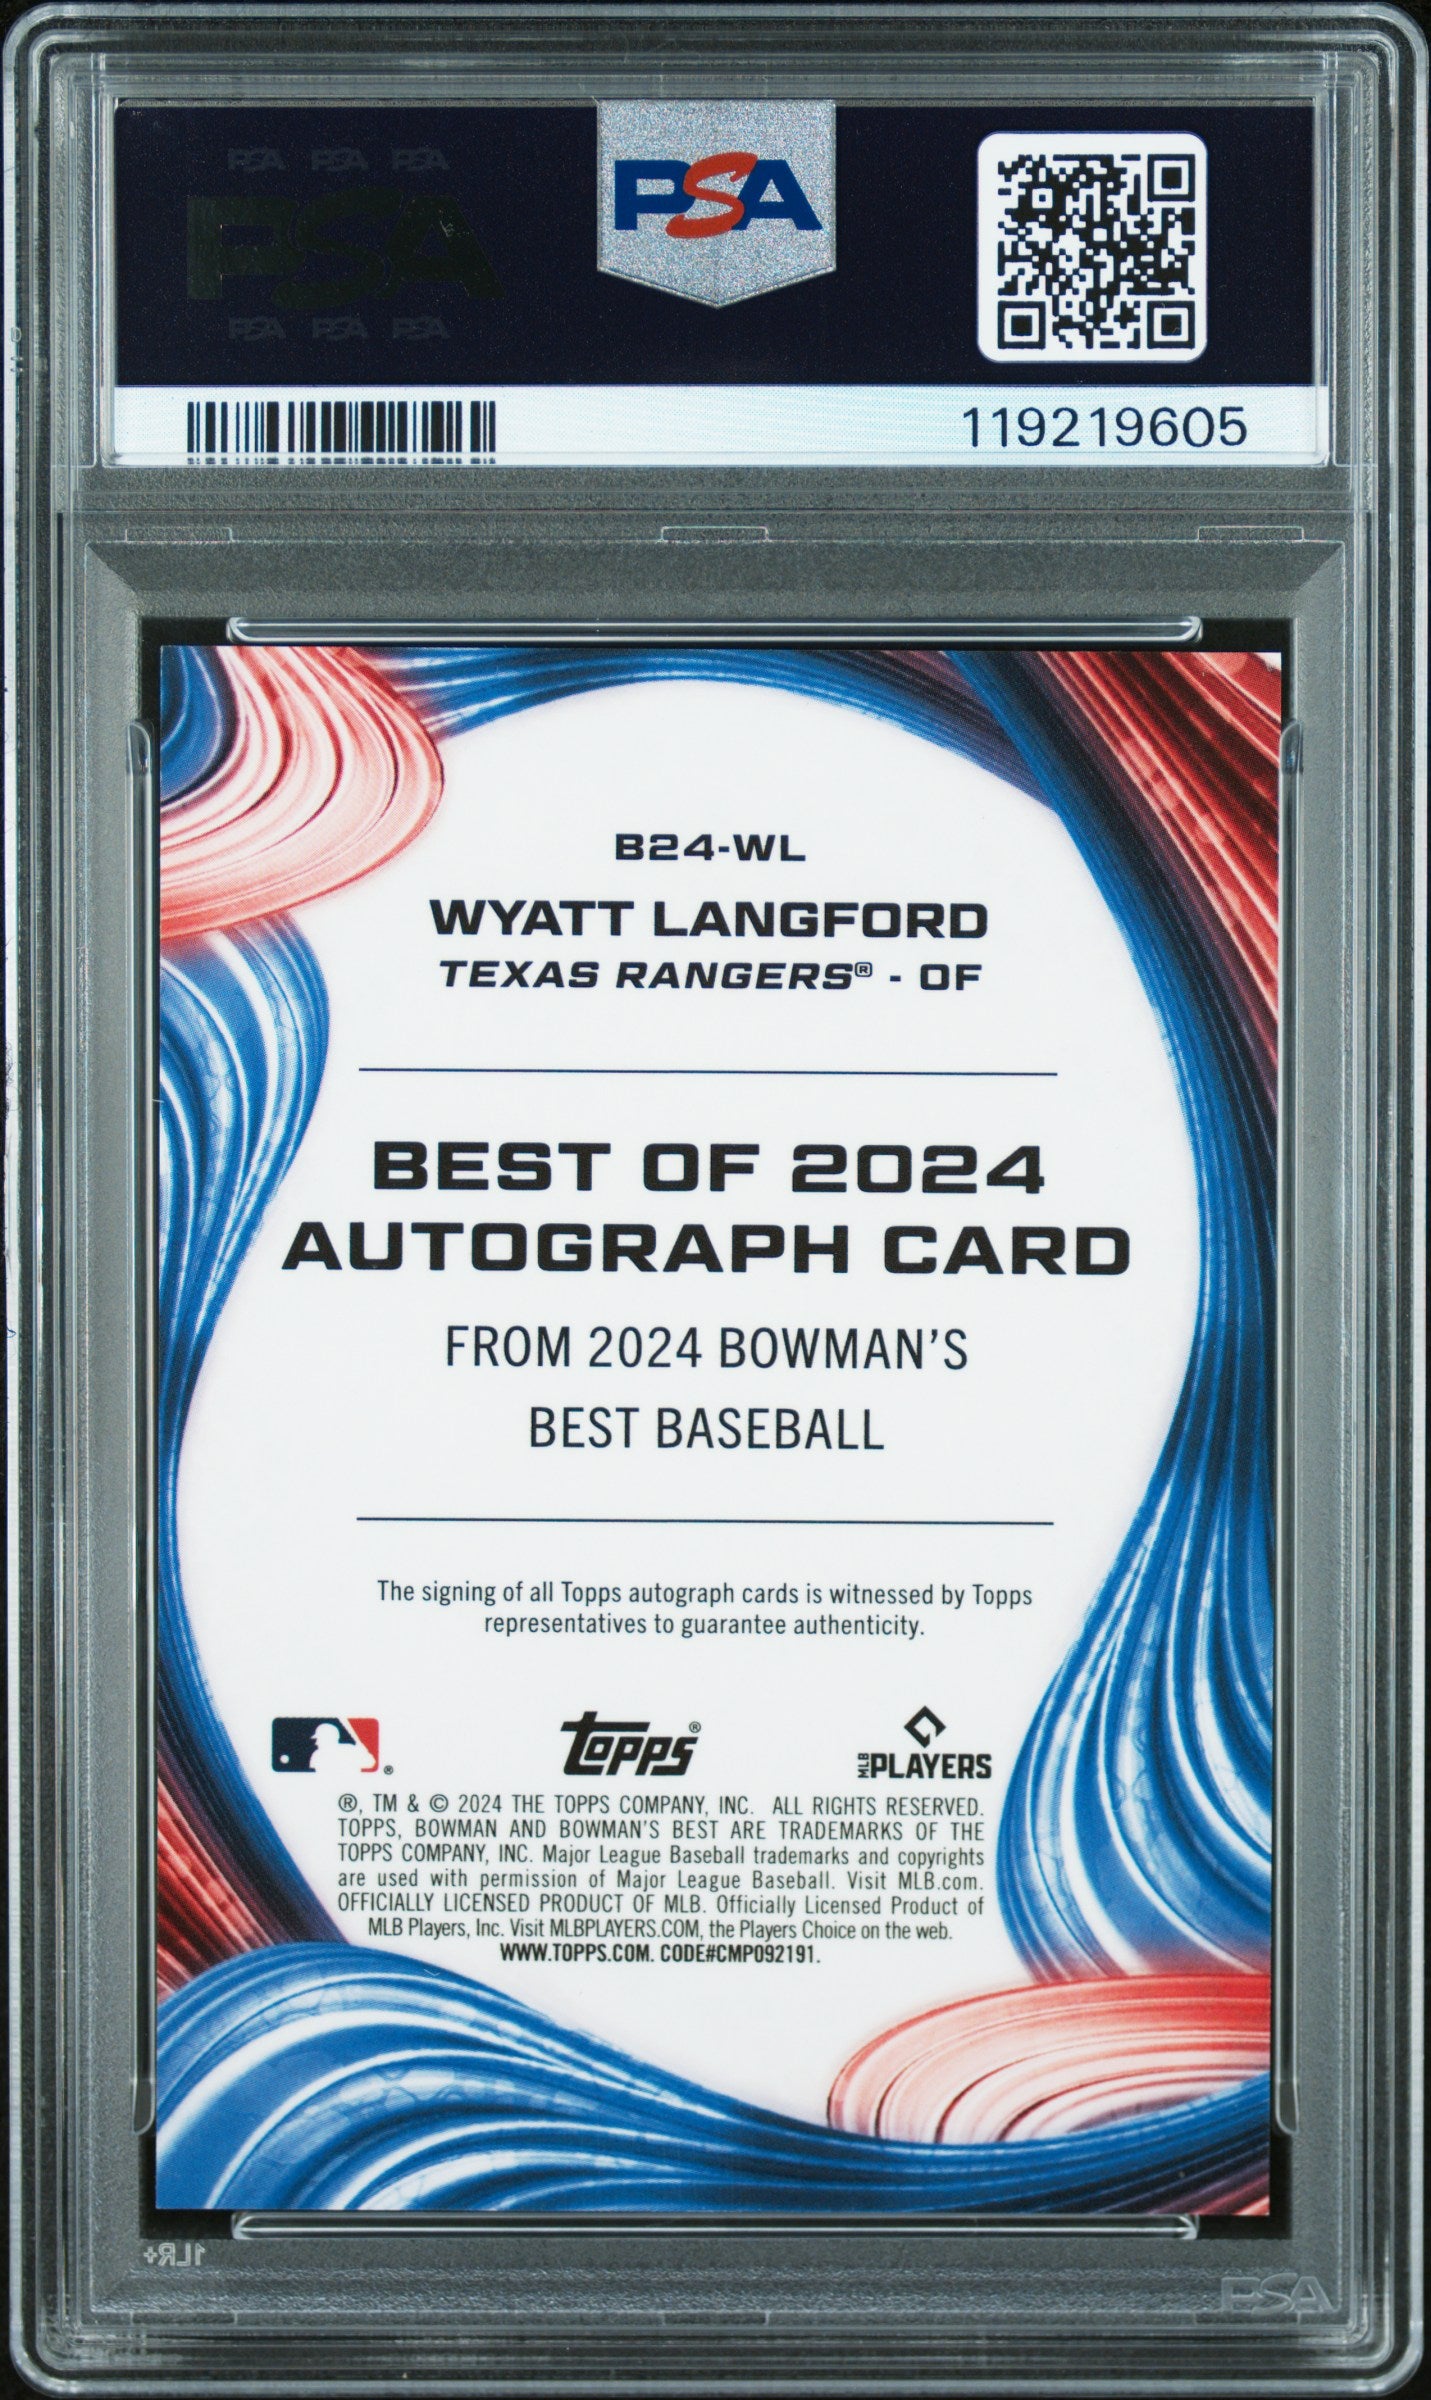 PSA PSA PSA
PSA
PSA PSA PSA
PSA
119219605
B24-WL
WYATT LANGFORD
TEXAS RANGERS® - OF
BEST OF 2024
AUTOGRAPH CARD
FROM 2024 BOWMAN'S
BEST BASEBALL
The signing of all Topps autograph cards is witnessed by Topps
representatives to guarantee authenticity.
®
Topps®
MLB PLAYERS
®, TM & © 2024 THE TOPPS COMPANY, INC. ALL RIGHTS RESERVED.
TOPPS, BOWMAN AND BOWMAN'S BEST ARE TRADEMARKS OF THE
TOPPS COMPANY, INC. Major League Baseball trademarks and copyrights
are used with permission of Major League Baseball. Visit MLB.com.
OFFICIALLY LICENSED PRODUCT OF MLB. Officially Licensed Product of
MLB Players, Inc. Visit MLBPLAYERS.COM, the Players Choice on the web.
WWW.TOPPS.COM. CODE#CMP092191.
1LR+
PSA